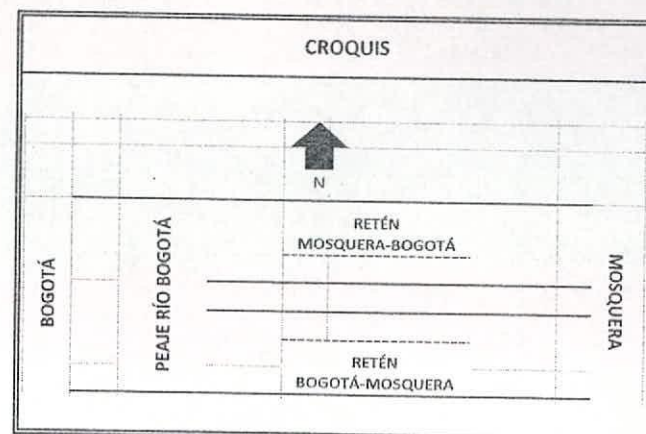 CROQUIS
N
RETÉN
MOSQUERA-BOGOTÁ
BOGOTÁ
PEAJE RÍO BOGOTÁ
MOSQUERA
RETÉN
BOGOTÁ-MOSQUERA